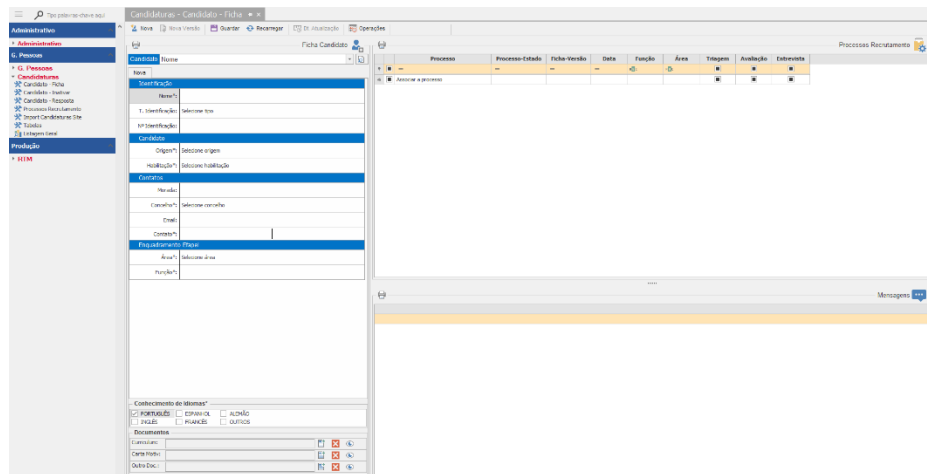 Tipo palavras-chave aqui
Candidaturas - Candidato - Ficha
Nova Nova Versão Guardar Recarregar Dt. Atualização Operações
Administrativo
Administrativo
G. Pessoas
G. Pessoas
Candidaturas
Candidato - Ficha
Candidato - Inativar
Candidato - Resposta
Processos Recrutamento
Import Candidaturas Site
Tabelas
Listagem Geral
Produção
HTM
Ficha Candidato
Candidato Nome
Nova
Identificação
Nome*:
T. Identificação: Selecione tipo
Nº Identificação:
Candidato
Origem*: Selecione origem
Habilitação*: Selecione habilitação
Contatos
Morada:
Concelho*: Selecione concelho
Email:
Contato*:
Enquadramento Efapel
Área*: Selecione área
Função*:
Conhecimento de Idiomas*
PORTUGUÊS ESPANHOL ALEMÃO
INGLÊS FRANCÊS OUTROS
Documentos
Curriculum:
Carta Motiv.:
Outro Doc.:
Processos Recrutamento
Processo Processo-Estado Ficha-Versão Data Função Área Triagem Avaliação Entrevista
Associar a processo
Mensagens